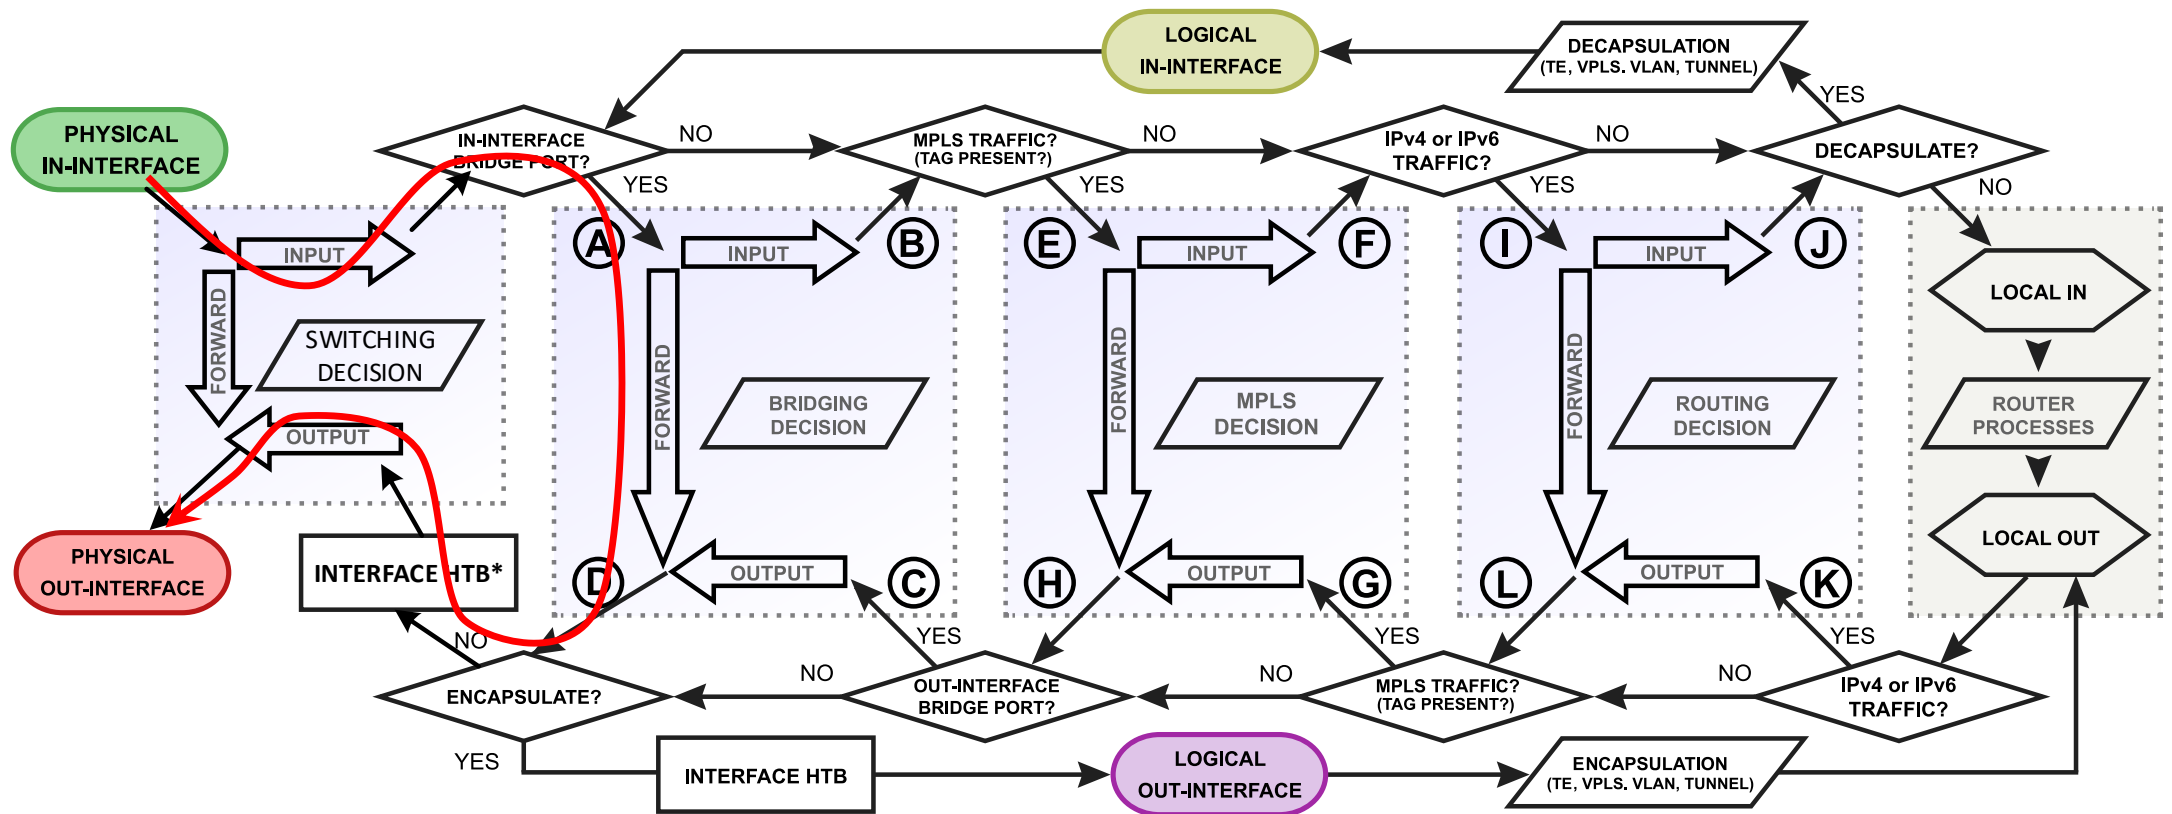 LOGICAL
IN-INTERFACE
DECAPSULATION
(TE, VPLS. VLAN, TUNNEL)
YES
PHYSICAL
IN-INTERFACE
IN-INTERFACE
BRIDGE PORT?
NO
MPLS TRAFFIC?
(TAG PRESENT?)
NO
IPv4 or IPv6
TRAFFIC?
NO
DECAPSULATE?
YES
YES
YES
NO
INPUT
FORWARD
SWITCHING
DECISION
OUTPUT
A
INPUT
B
FORWARD
BRIDGING
DECISION
D
OUTPUT
C
E
INPUT
F
FORWARD
MPLS
DECISION
H
OUTPUT
G
I
INPUT
J
FORWARD
ROUTING
DECISION
L
OUTPUT
K
LOCAL IN
ROUTER
PROCESSES
LOCAL OUT
PHYSICAL
OUT-INTERFACE
INTERFACE HTB*
NO
YES
YES
YES
ENCAPSULATE?
NO
OUT-INTERFACE
BRIDGE PORT?
NO
MPLS TRAFFIC?
(TAG PRESENT?)
NO
IPv4 or IPv6
TRAFFIC?
YES
INTERFACE HTB
LOGICAL
OUT-INTERFACE
ENCAPSULATION
(TE, VPLS. VLAN, TUNNEL)